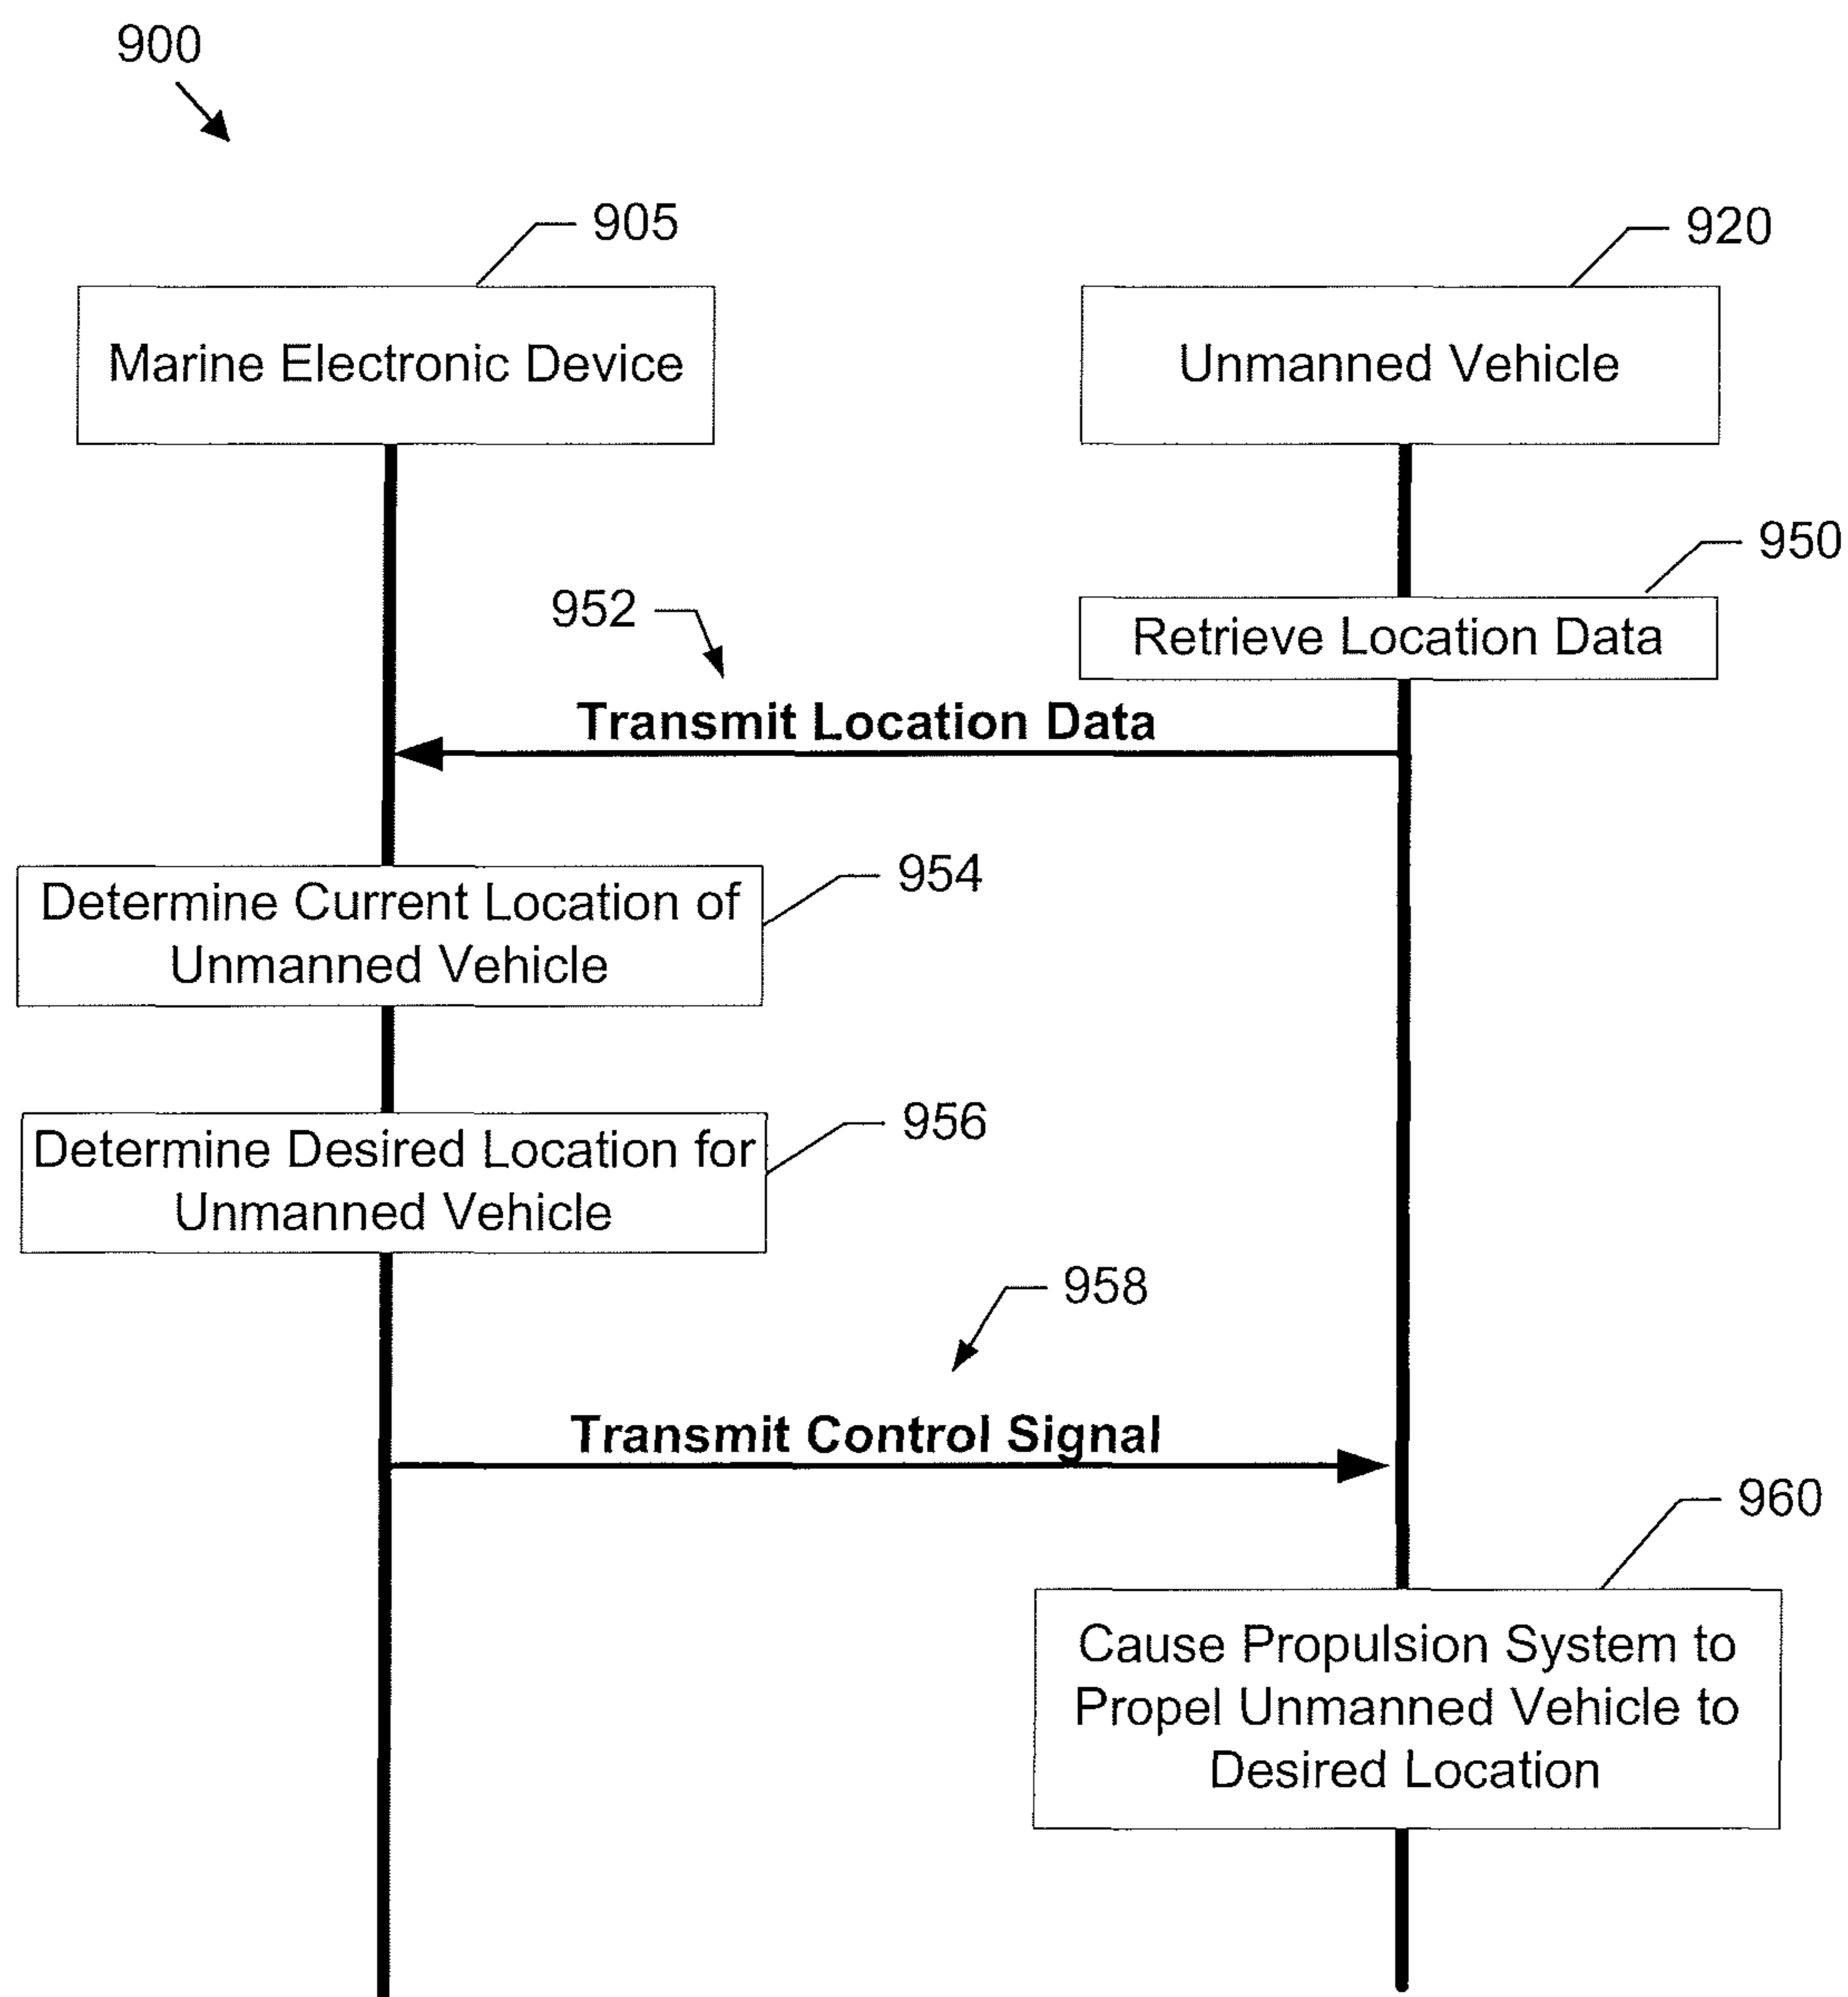 900
905
920
Marine Electronic Device
Unmanned Vehicle
950
952
Retrieve Location Data
Transmit Location Data
954
Determine Current Location of
Unmanned Vehicle
956
Determine Desired Location for
Unmanned Vehicle
958
Transmit Control Signal
960
Cause Propulsion System to
Propel Unmanned Vehicle to
Desired Location